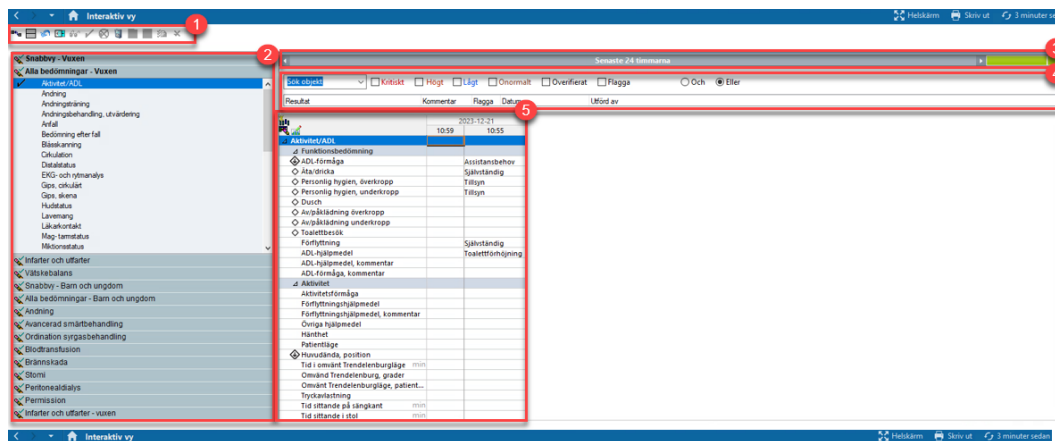 Interaktiv vy
Helskärm Skriv ut 3 minuter se
1
2
3
4
5
Snabbvy - Vuxen
Alla bedömningar - Vuxen
Aktivitet/ADL
Andning
Andningsträning
Andningsbehandling, utvärdering
Anfall
Bedömning efter fall
Blåsskanning
Cirkulation
Distalstatus
EKG- och rytmanalys
Gips, cirkulärt
Gips, skena
Hudstatus
Lavemang
Läkarkontakt
Mag- tarmstatus
Miktionsstatus
Infarter och utfarter
Vätskebalans
Snabbvy - Barn och ungdom
Alla bedömningar - Barn och ungdom
Andning
Avancerad smärtbehandling
Ordination syrgasbehandling
Blodtransfusion
Brännskada
Stomi
Peritonealdialys
Permission
Infarter och utfarter - vuxen
Senaste 24 timmarna
Sök objekt Kritiskt Högt Lågt Onormalt Overifierat Flagga Och Eller
Resultat Kommentar Flagga Datum Utförd av
2023-12-21
10:59 10:55
Aktivitet/ADL
Funktionsbedömning
ADL-förmåga Assistansbehov
Äta/dricka Självständig
Personlig hygien, överkropp Tillsyn
Personlig hygien, underkropp Tillsyn
Dusch
Av/påklädning överkropp
Av/påklädning underkropp
Toalettbesök
Förflyttning Självständig
ADL-hjälpmedel Toalettförhöjning
ADL-hjälpmedel, kommentar
ADL-förmåga, kommentar
Aktivitet
Aktivitetsförmåga
Förflyttningshjälpmedel
Förflyttningshjälpmedel, kommentar
Övriga hjälpmedel
Hänthet
Patientläge
Huvudända, position
Tid i omvänt Trendelenburgläge min
Omvänd Trendelenburg, grader
Omvänt Trendelenburgläge, patient...
Tryckavlastning
Tid sittande på sängkant min
Tid sittande i stol min
Interaktiv vy
Helskärm Skriv ut 3 minuter sedan